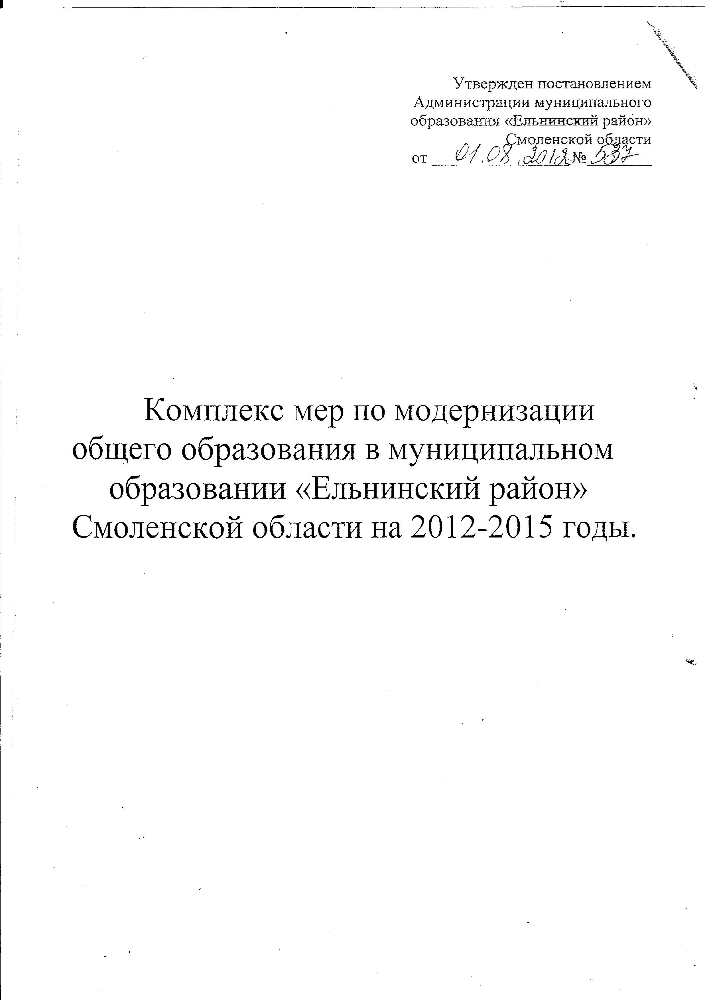 Утвержден постановлением
Администрации муниципального
образования «Ельнинский район»
Смоленской области
от 01.08.2012 № 537
Комплекс мер по модернизации
общего образования в муниципальном
образовании «Ельнинский район»
Смоленской области на 2012-2015 годы.